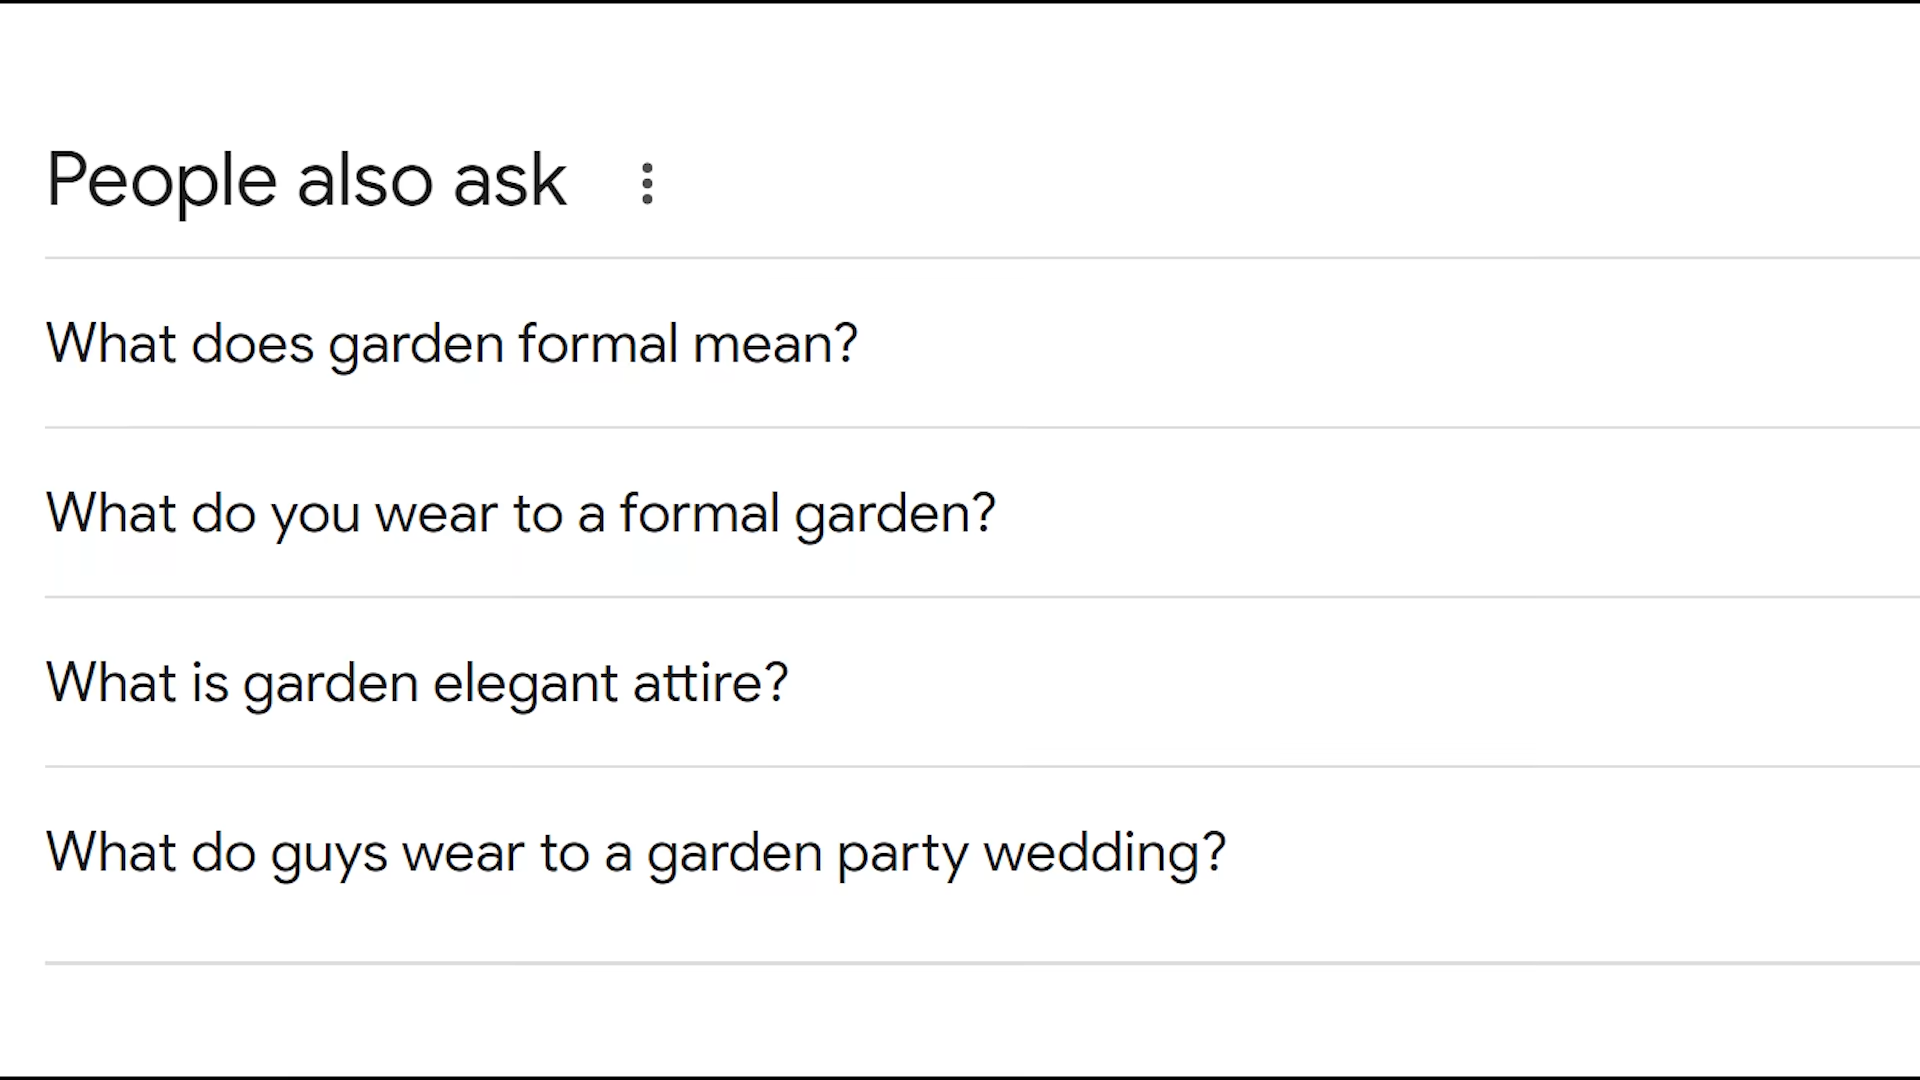 People also ask
What does garden formal mean?
What do you wear to a formal garden?
What is garden elegant attire?
What do guys wear to a garden party wedding?